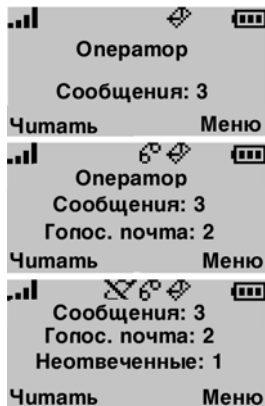 Оператор
Сообщения: 3
Читать Меню
Оператор
Сообщения: 3
Голос. почта: 2
Читать Меню
Сообщения: 3
Голос. почта: 2
Неотвеченные: 1
Читать Меню